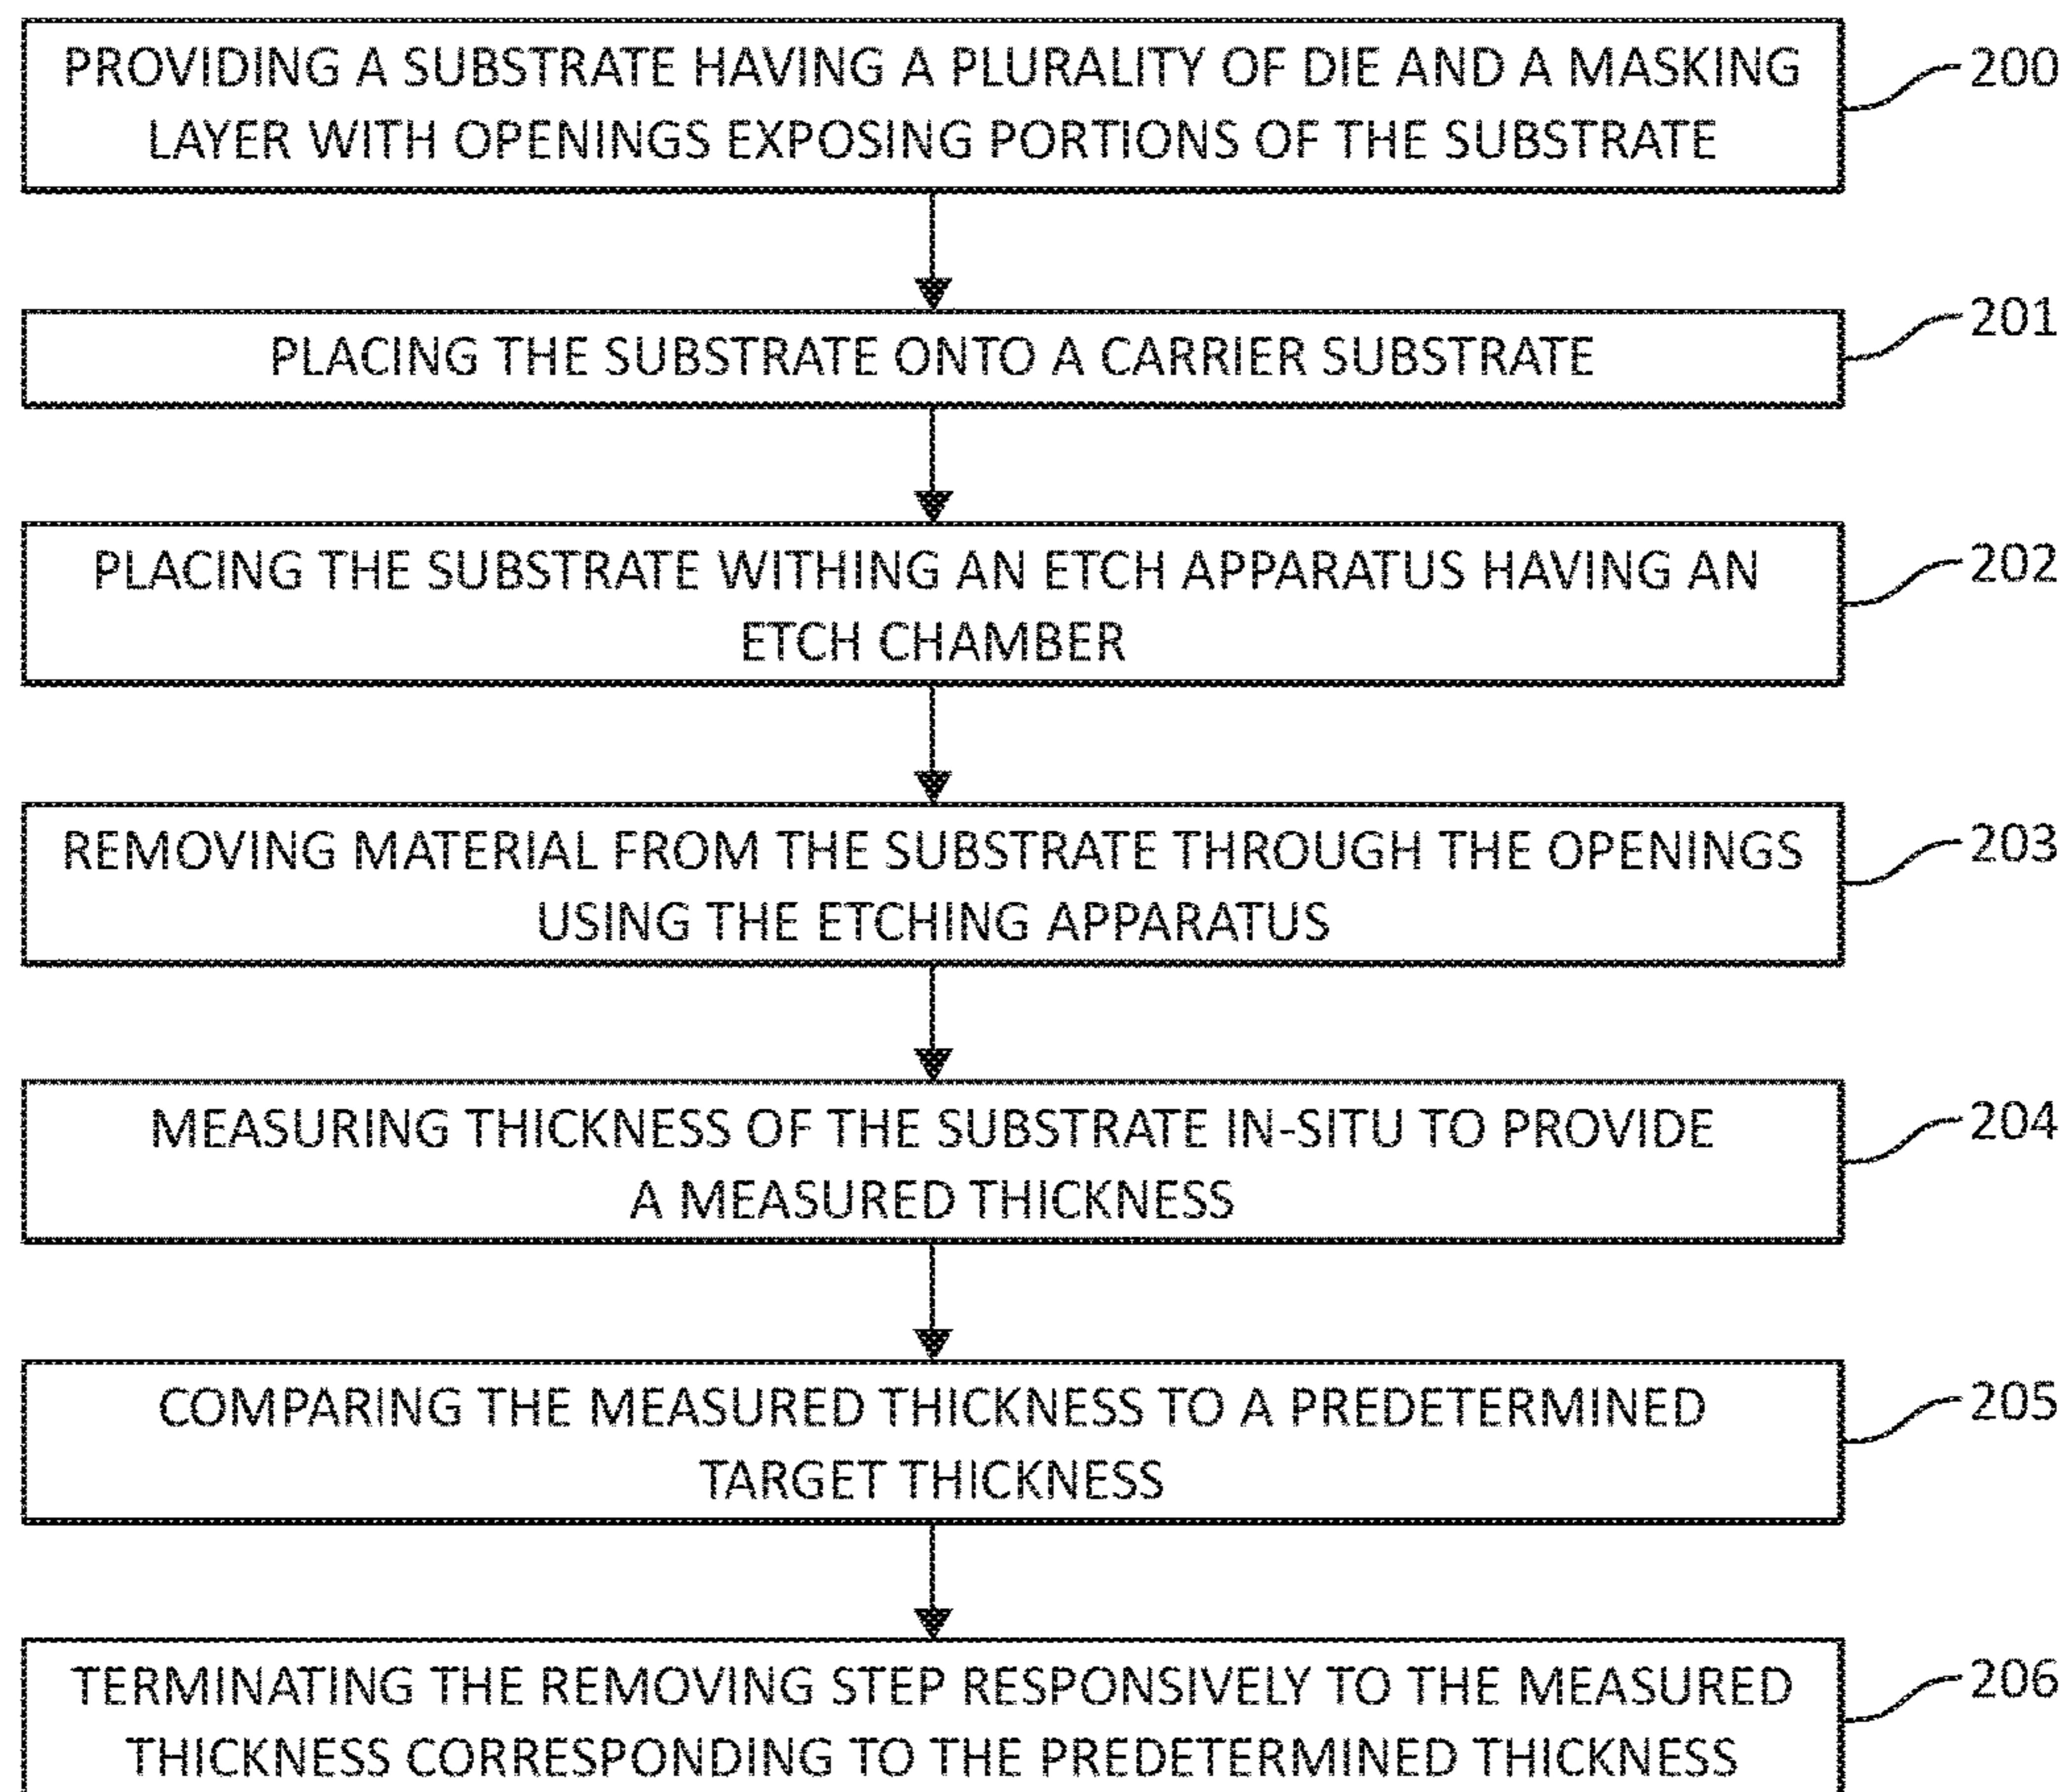 PROVIDING A SUBSTRATE HAVING A PLURALITY OF DIE AND A MASKING
LAYER WITH OPENINGS EXPOSING PORTIONS OF THE SUBSTRATE
200
PLACING THE SUBSTRATE ONTO A CARRIER SUBSTRATE
201
PLACING THE SUBSTRATE WITHING AN ETCH APPARATUS HAVING AN
ETCH CHAMBER
202
REMOVING MATERIAL FROM THE SUBSTRATE THROUGH THE OPENINGS
USING THE ETCHING APPARATUS
203
MEASURING THICKNESS OF THE SUBSTRATE IN-SITU TO PROVIDE
A MEASURED THICKNESS
204
COMPARING THE MEASURED THICKNESS TO A PREDETERMINED
TARGET THICKNESS
205
TERMINATING THE REMOVING STEP RESPONSIVELY TO THE MEASURED
THICKNESS CORRESPONDING TO THE PREDETERMINED THICKNESS
206